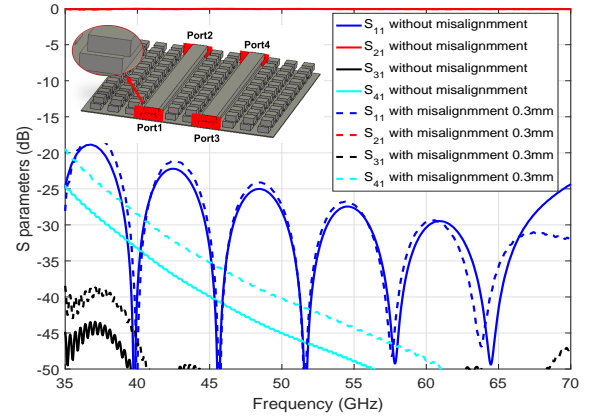 0
-5
-10
-15
-20
-25
-30
-35
-40
-45
-50
S parameters (dB)
35
40
45
50
55
60
65
70
Frequency (GHz)
Port2
Port4
Port1
Port3
S11 without misalignmment
S21 without misalignmment
S31 without misalignmment
S41 without misalignmment
S11 with misalignmment 0.3mm
S21 with misalignmment 0.3mm
S31 with misalignmment 0.3mm
S41 with misalignmment 0.3mm